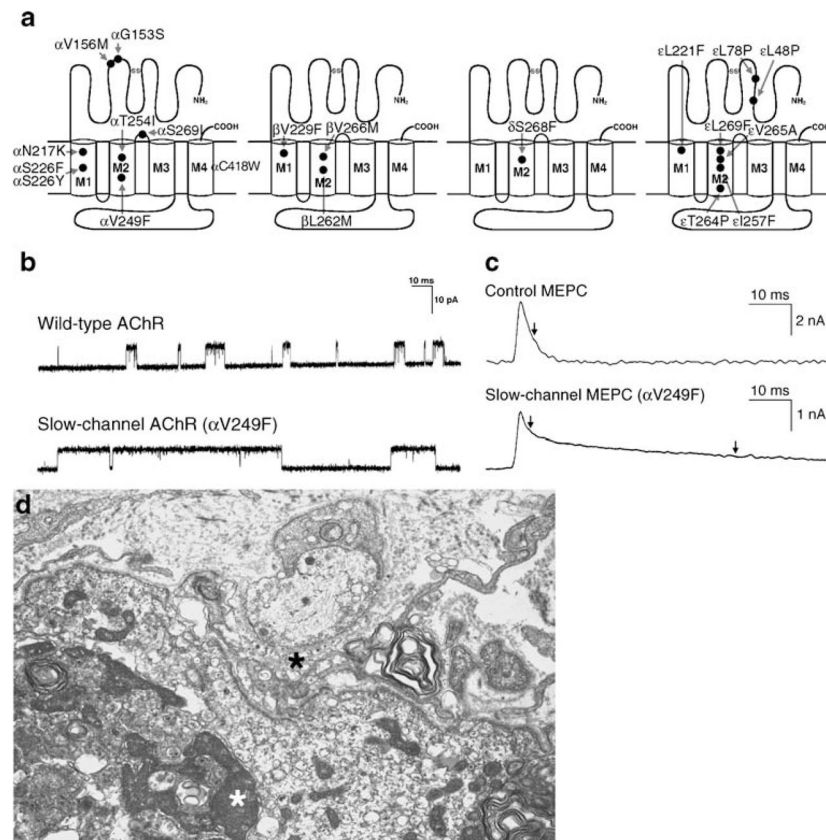 a
αG153S
αV156M
αT254I
αS269I
αN217K
αS226F
αS226Y
αV249F
αC418W
SS
NH₂
COOH
M1
M2
M3
M4
βV229F
βV266M
βL262M
SS
NH₂
COOH
M1
M2
M3
M4
δS268F
SS
NH₂
COOH
M1
M2
M3
M4
εL221F
εL78P
εL48P
εL269F
εV265A
εT264P
εI257F
SS
NH₂
COOH
M1
M2
M3
M4
b
10 ms
10 pA
Wild-type AChR
Slow-channel AChR (αV249F)
c
Control MEPC
10 ms
2 nA
Slow-channel MEPC (αV249F)
10 ms
1 nA
d
*
*